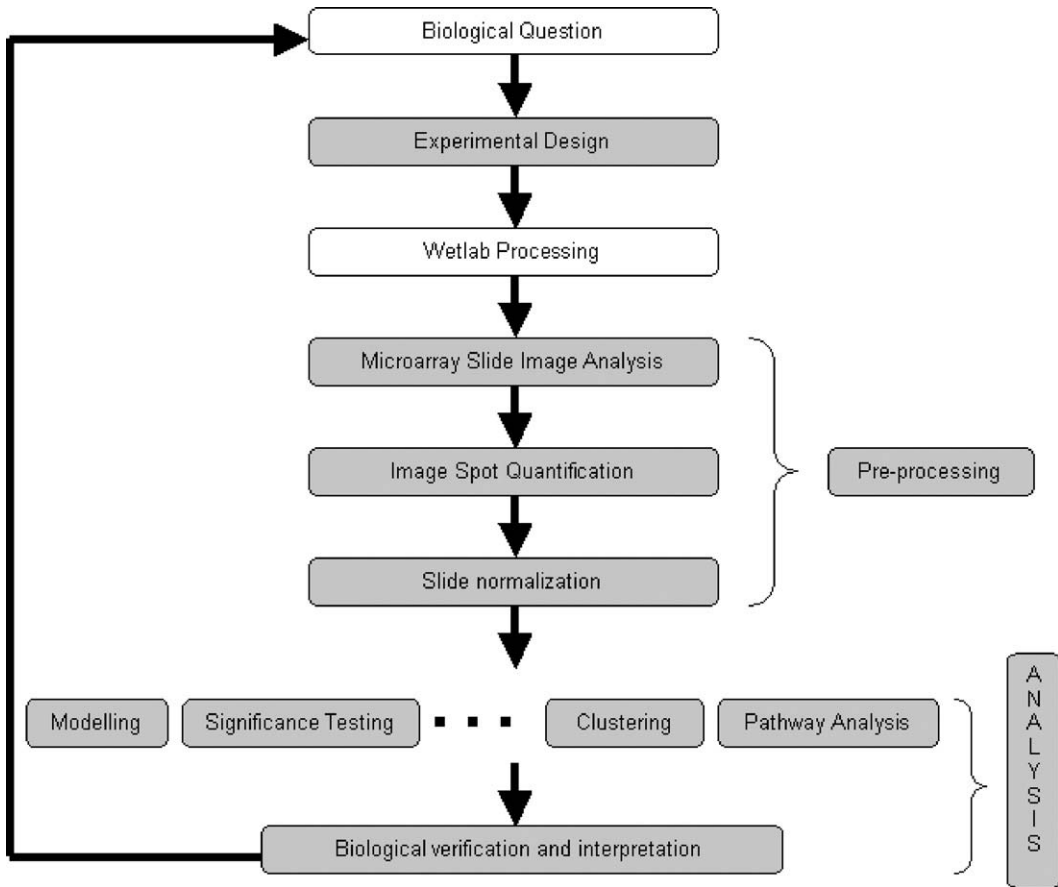 Biological Question
Experimental Design
Wetlab Processing
Microarray Slide Image Analysis
Image Spot Quantification
Pre-processing
Slide normalization
Modelling
Significance Testing
Clustering
Pathway Analysis
ANALYSIS
Biological verification and interpretation